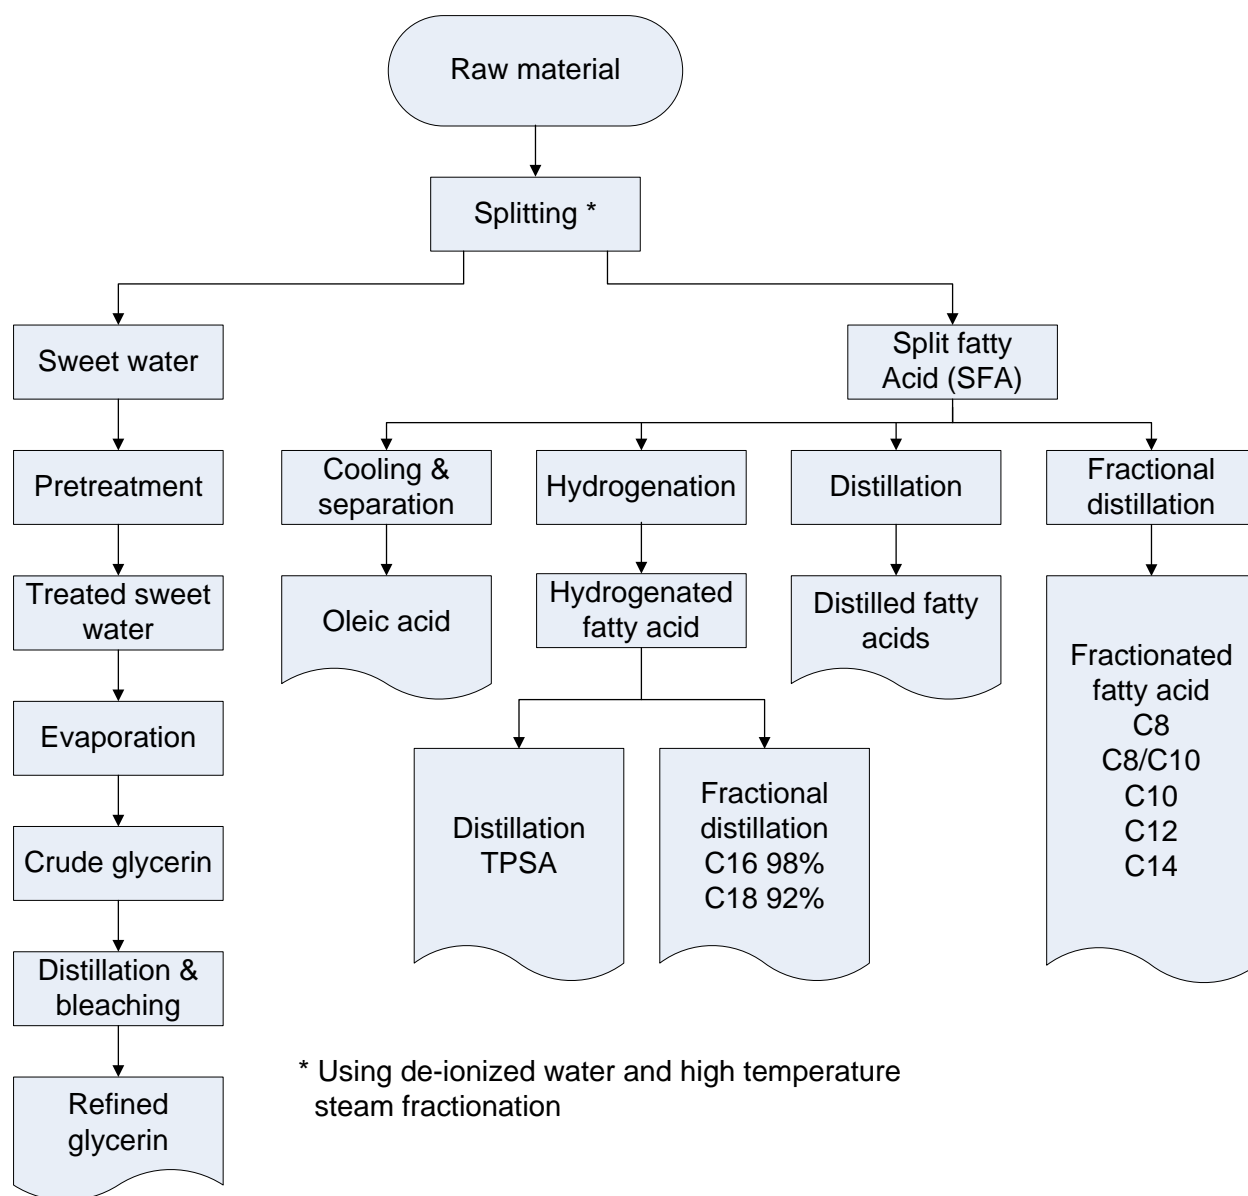 Raw material
Splitting *
Sweet water
Split fatty
Acid (SFA)
Pretreatment
Cooling &
separation
Hydrogenation
Distillation
Fractional
distillation
Treated sweet
water
Oleic acid
Hydrogenated
fatty acid
Distilled fatty
acids
Fractionated
fatty acid
C8
C8/C10
C10
C12
C14
Evaporation
Distillation
TPSA
Fractional
distillation
C16 98%
C18 92%
Crude glycerin
Distillation &
bleaching
Refined
glycerin
* Using de-ionized water and high temperature
steam fractionation